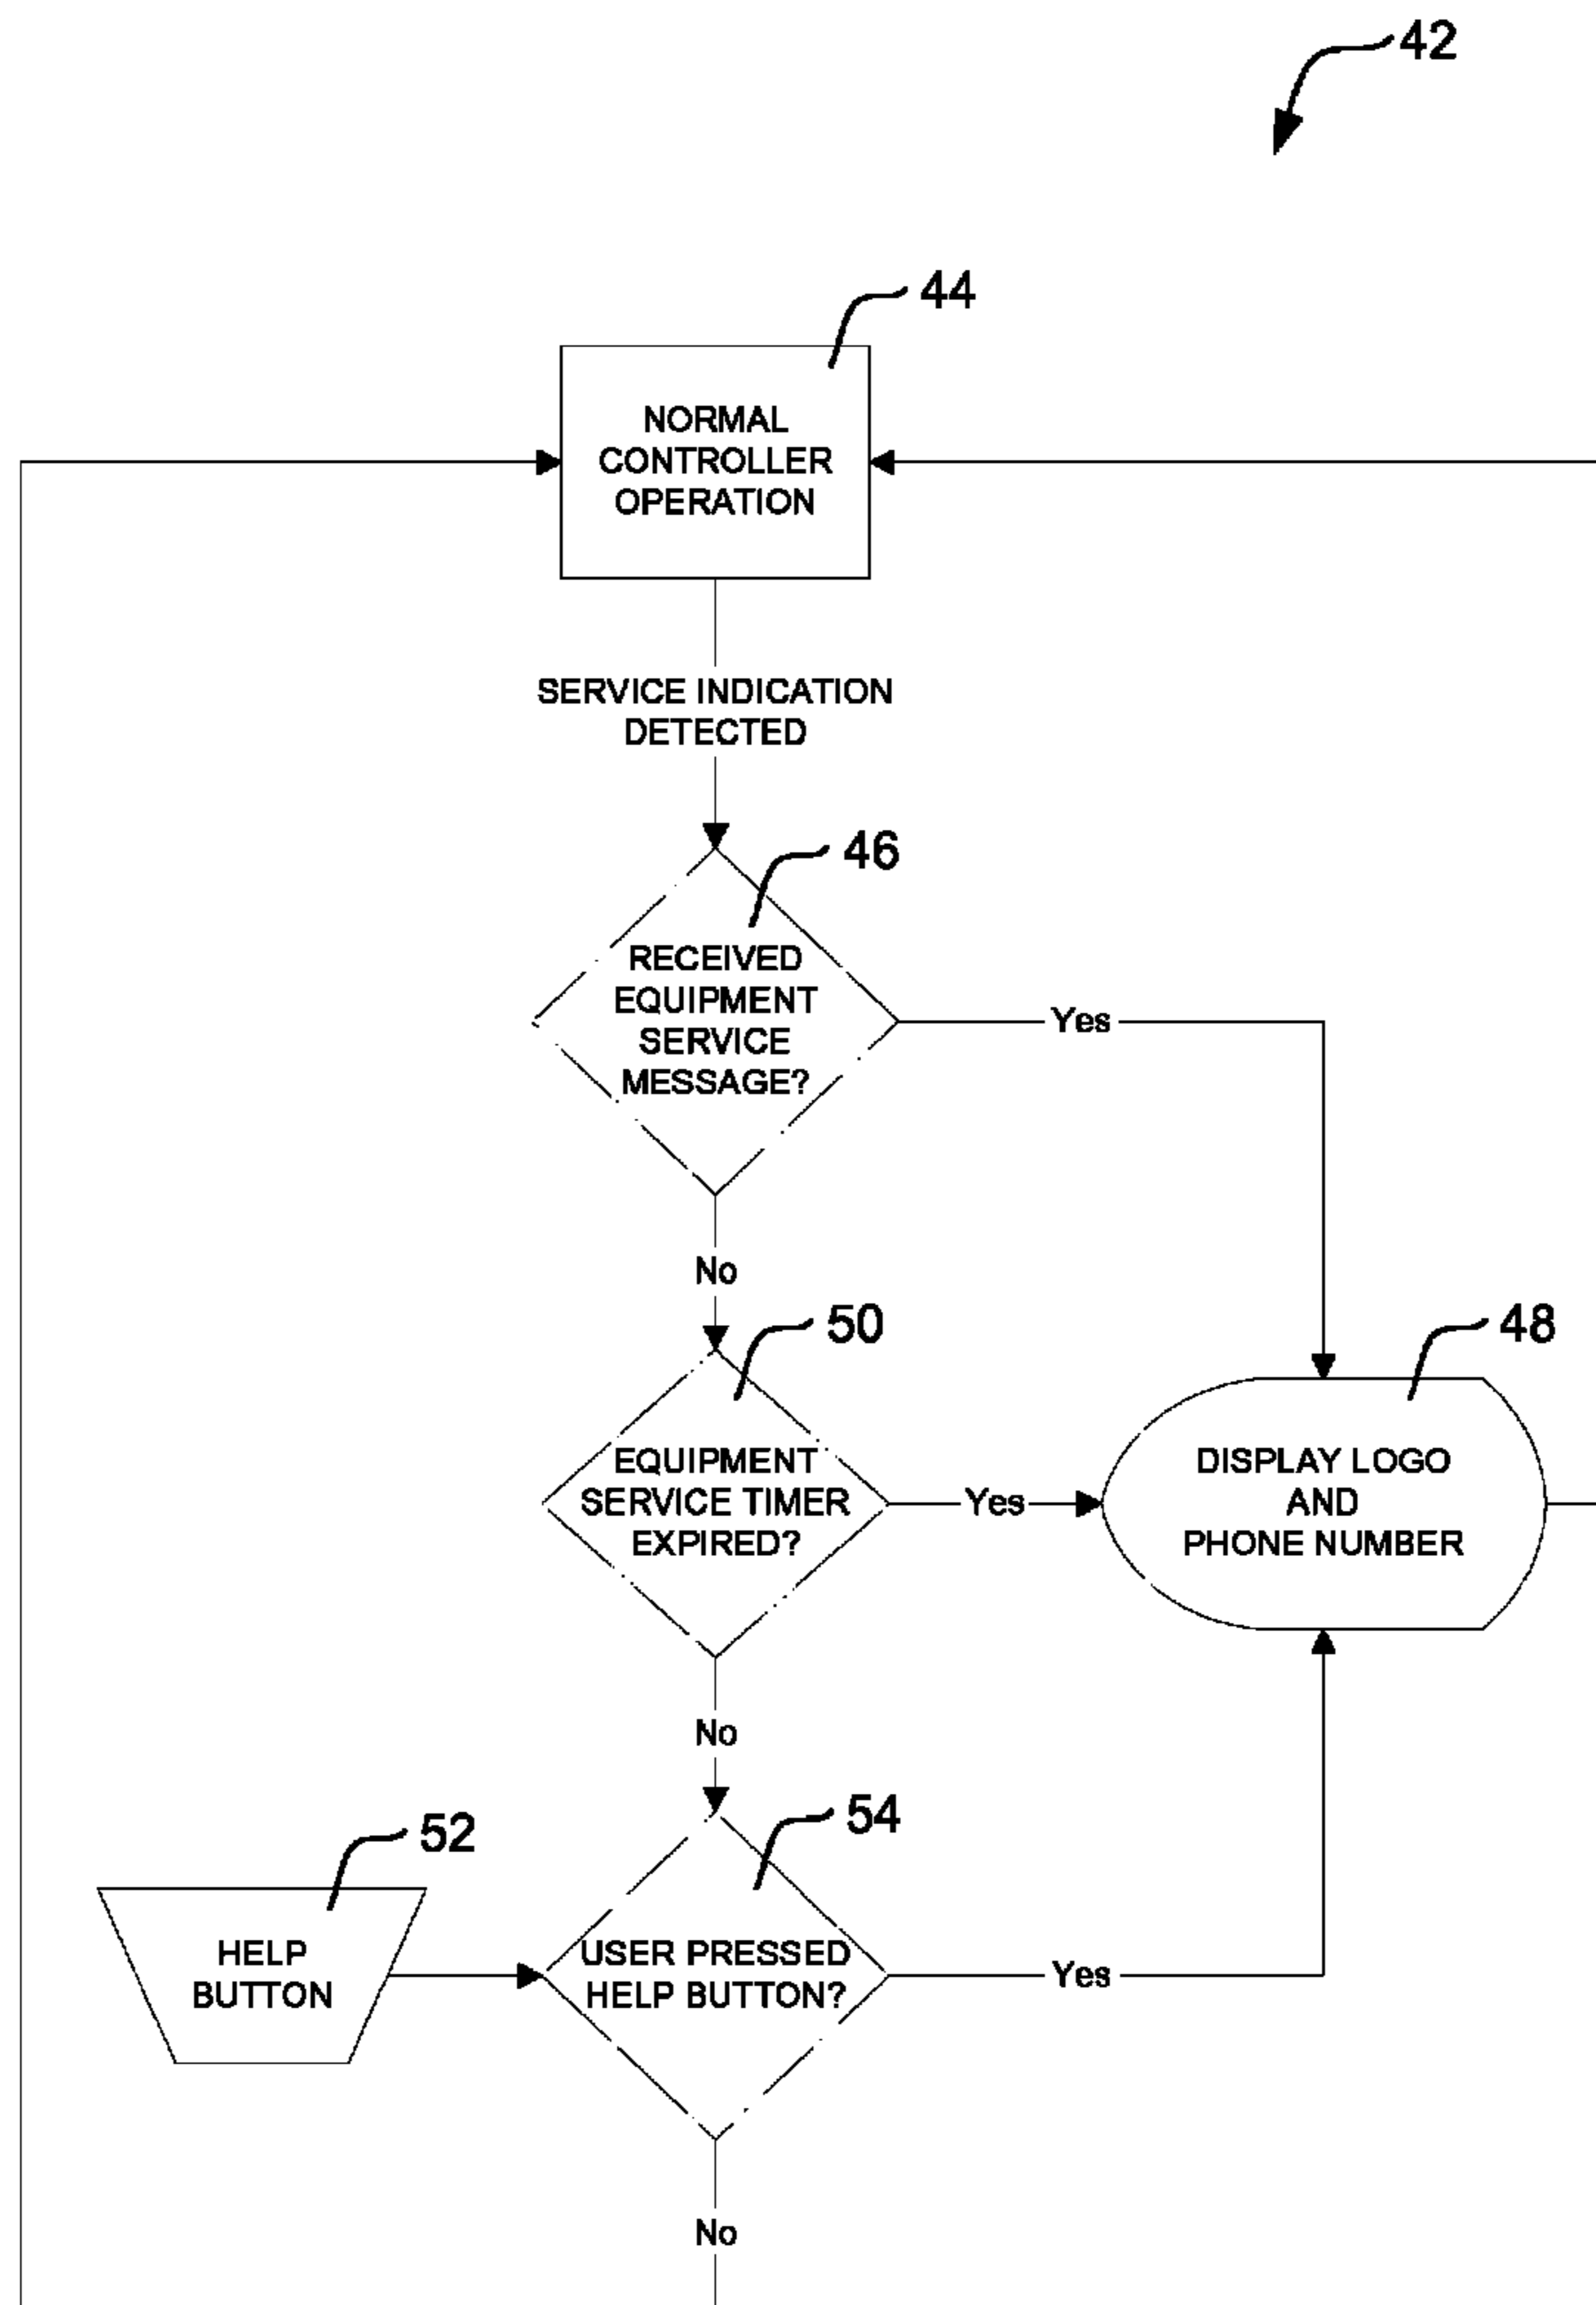 42
44
NORMAL
CONTROLLER
OPERATION
SERVICE INDICATION
DETECTED
46
RECEIVED
EQUIPMENT
SERVICE
MESSAGE?
Yes
No
50
48
EQUIPMENT
SERVICE TIMER
EXPIRED?
Yes
DISPLAY LOGO
AND
PHONE NUMBER
No
52
54
HELP
BUTTON
USER PRESSED
HELP BUTTON?
Yes
No